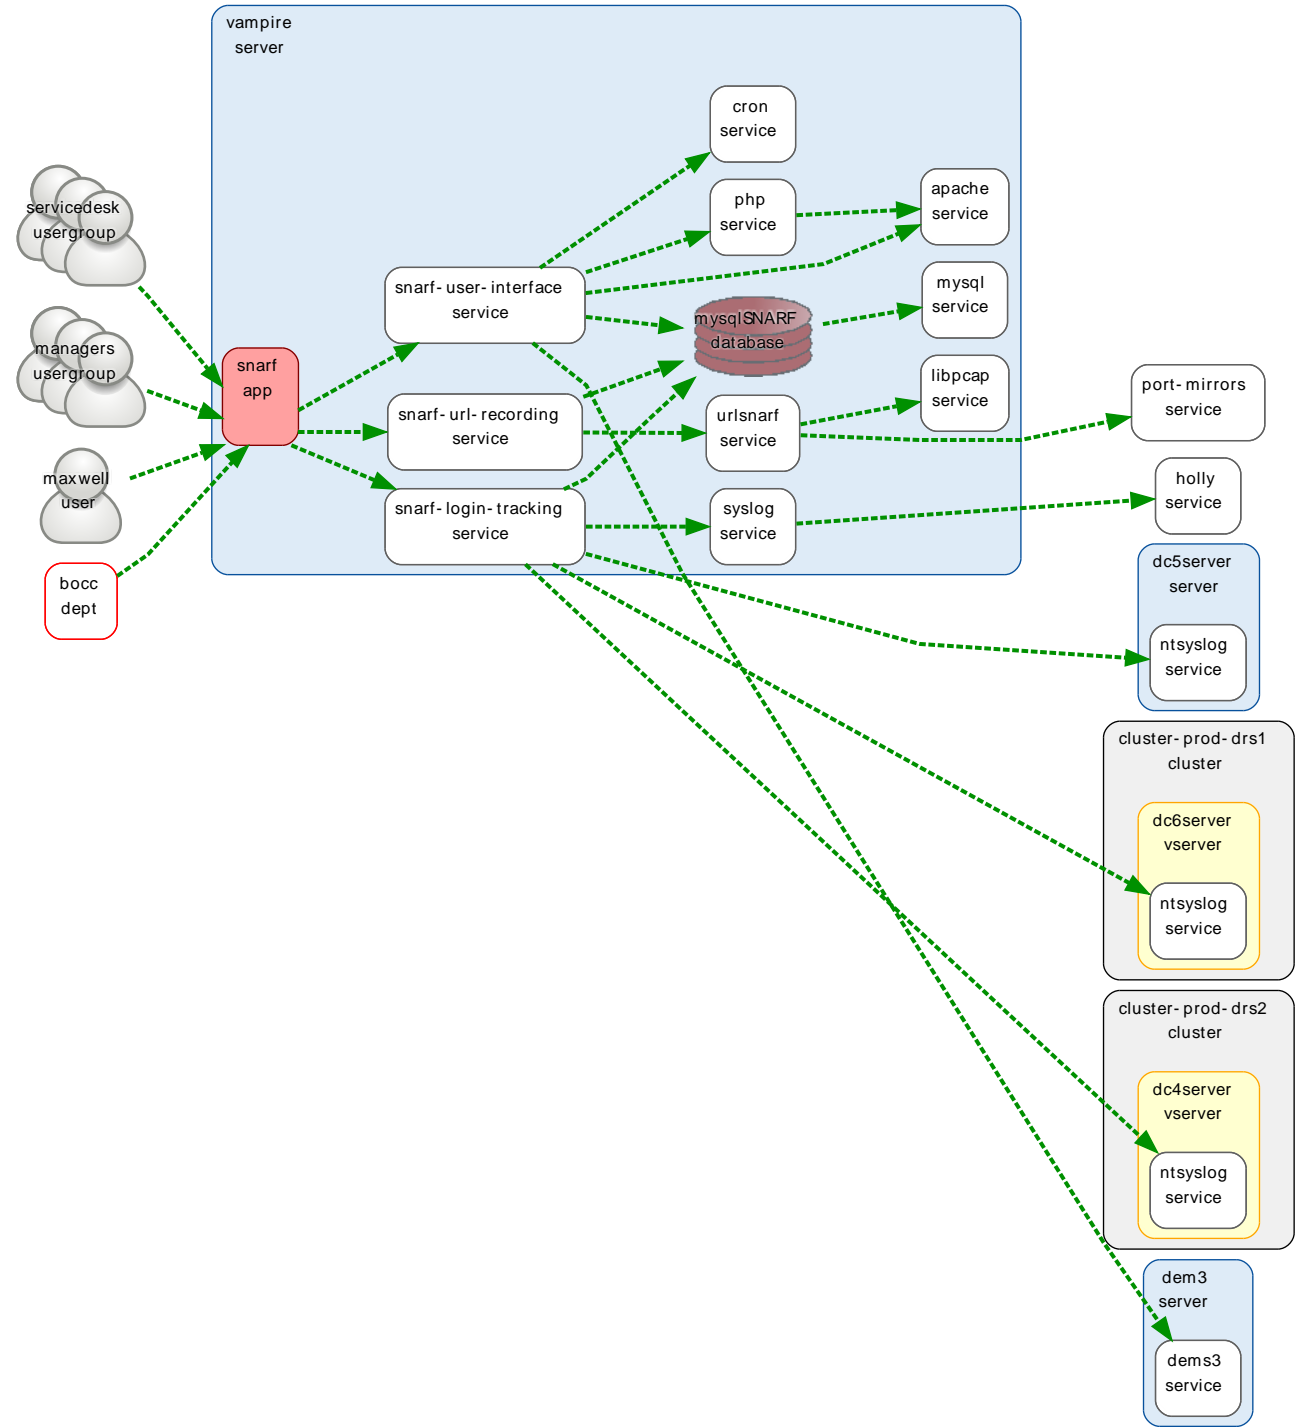 vampire
server
cron
service
php
service
apache
service
servicedesk
usergroup
snarf-user-interface
service
mysql
service
mysqlSNARF
database
managers
usergroup
snarf
app
libpcap
service
port-mirrors
service
snarf-url-recording
service
urlsnarf
service
maxwell
user
holly
service
snarf-login-tracking
service
syslog
service
bocc
dept
dc5server
server
ntsyslog
service
cluster-prod-drs1
cluster
dc6server
vserver
ntsyslog
service
cluster-prod-drs2
cluster
dc4server
vserver
ntsyslog
service
dem3
server
dems3
service